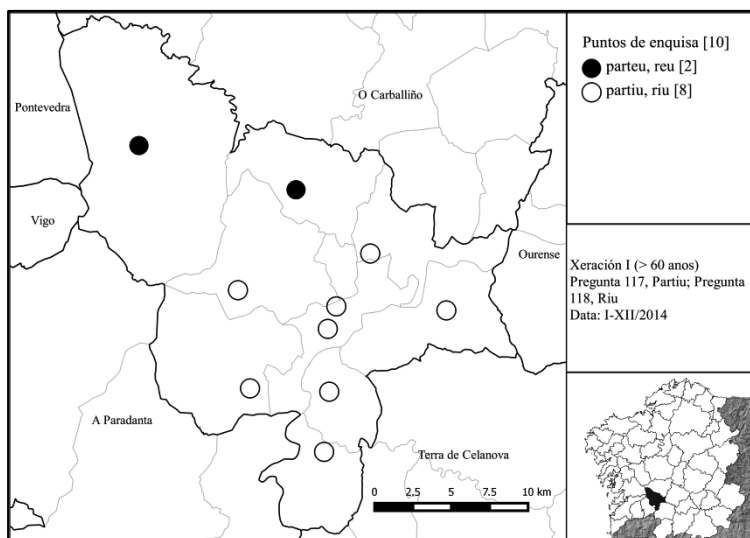 Puntos de enquisa [10]
parteu, reu [2]
partiu, riu [8]
Pontevedra
O Carballiño
Vigo
Ourense
Xeración I (> 60 anos)
Pregunta 117, Partiu; Pregunta
118, Riu
Data: I-XII/2014
A Paradanta
Terra de Celanova
0 2.5 5 7.5 10 km